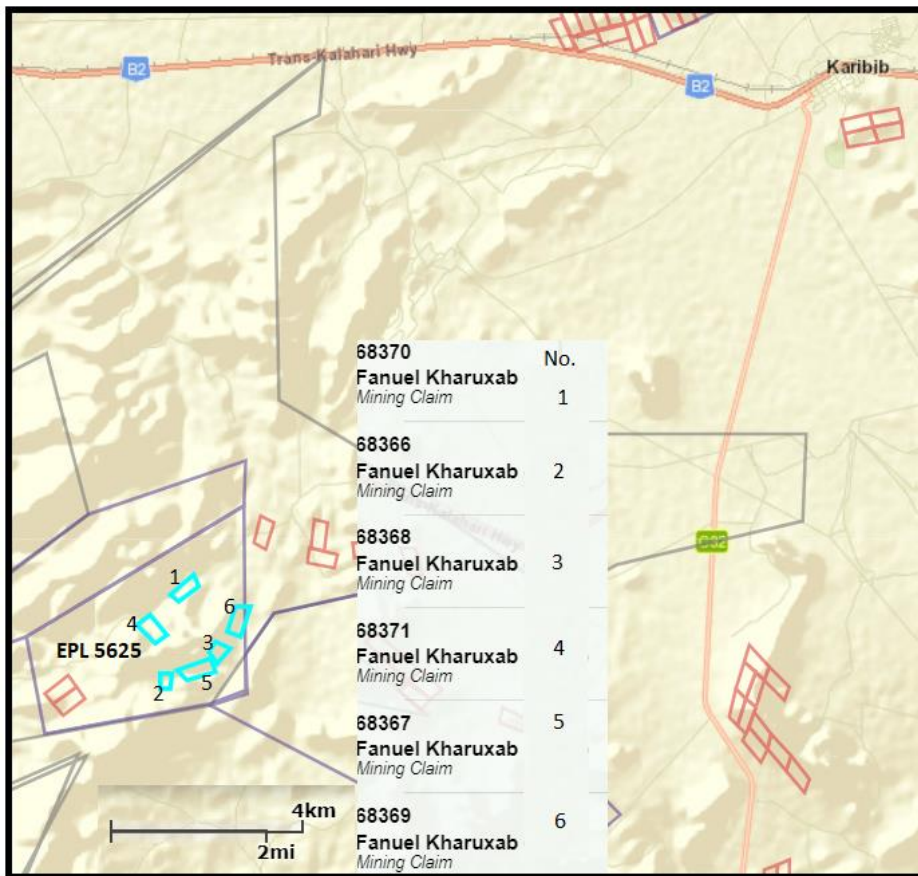 Trans-Kalahari Hwy
B2
B2
Karibib
68370
No.
Fanuel Kharuxab
Mining Claim
1
68366
Fanuel Kharuxab
2
Mining Claim
68368
Fanuel Kharuxab
3
Mining Claim
68371
Fanuel Kharuxab
4
Mining Claim
68367
5
Fanuel Kharuxab
Mining Claim
68369
6
Fanuel Kharuxab
Mining Claim
1
6
4
3
EPL 5625
5
2
4km
2mi